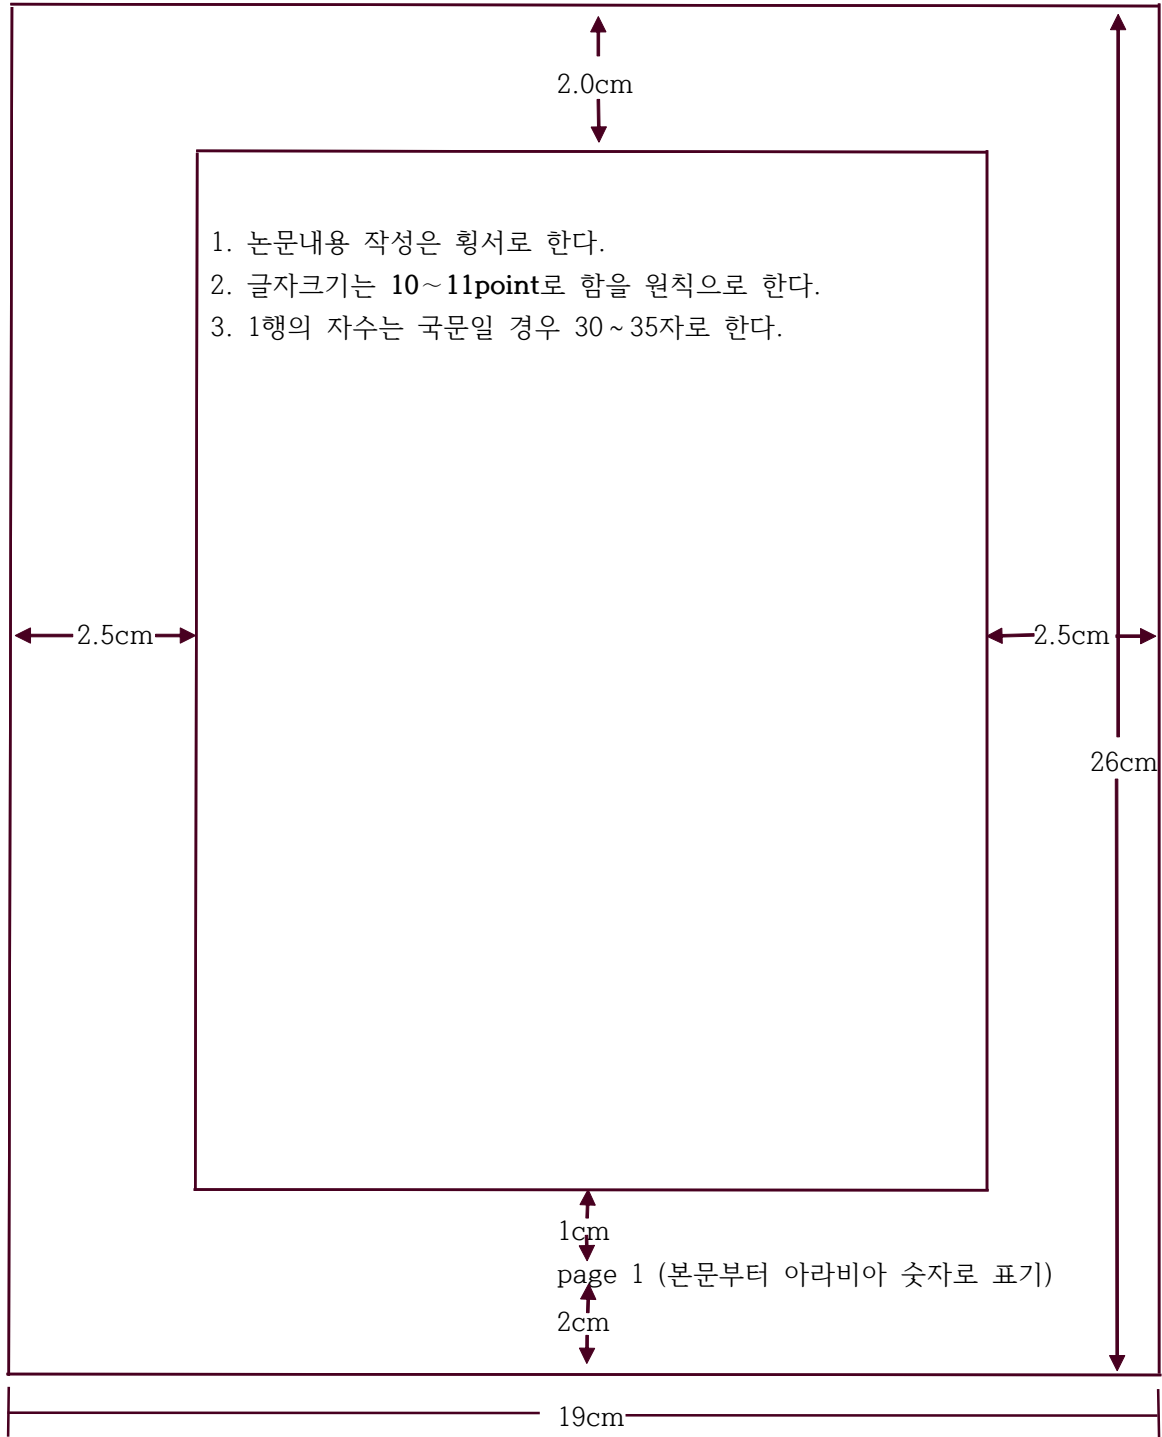 2.0cm
1. 논문내용 작성은 횡서로 한다.
2. 글자크기는 10～11point로 함을 원칙으로 한다.
3. 1행의 자수는 국문일 경우 30~35자로 한다.
2.5cm
2.5cm
26cm
1cm
page 1 (본문부터 아라비아 숫자로 표기)
2cm
19cm